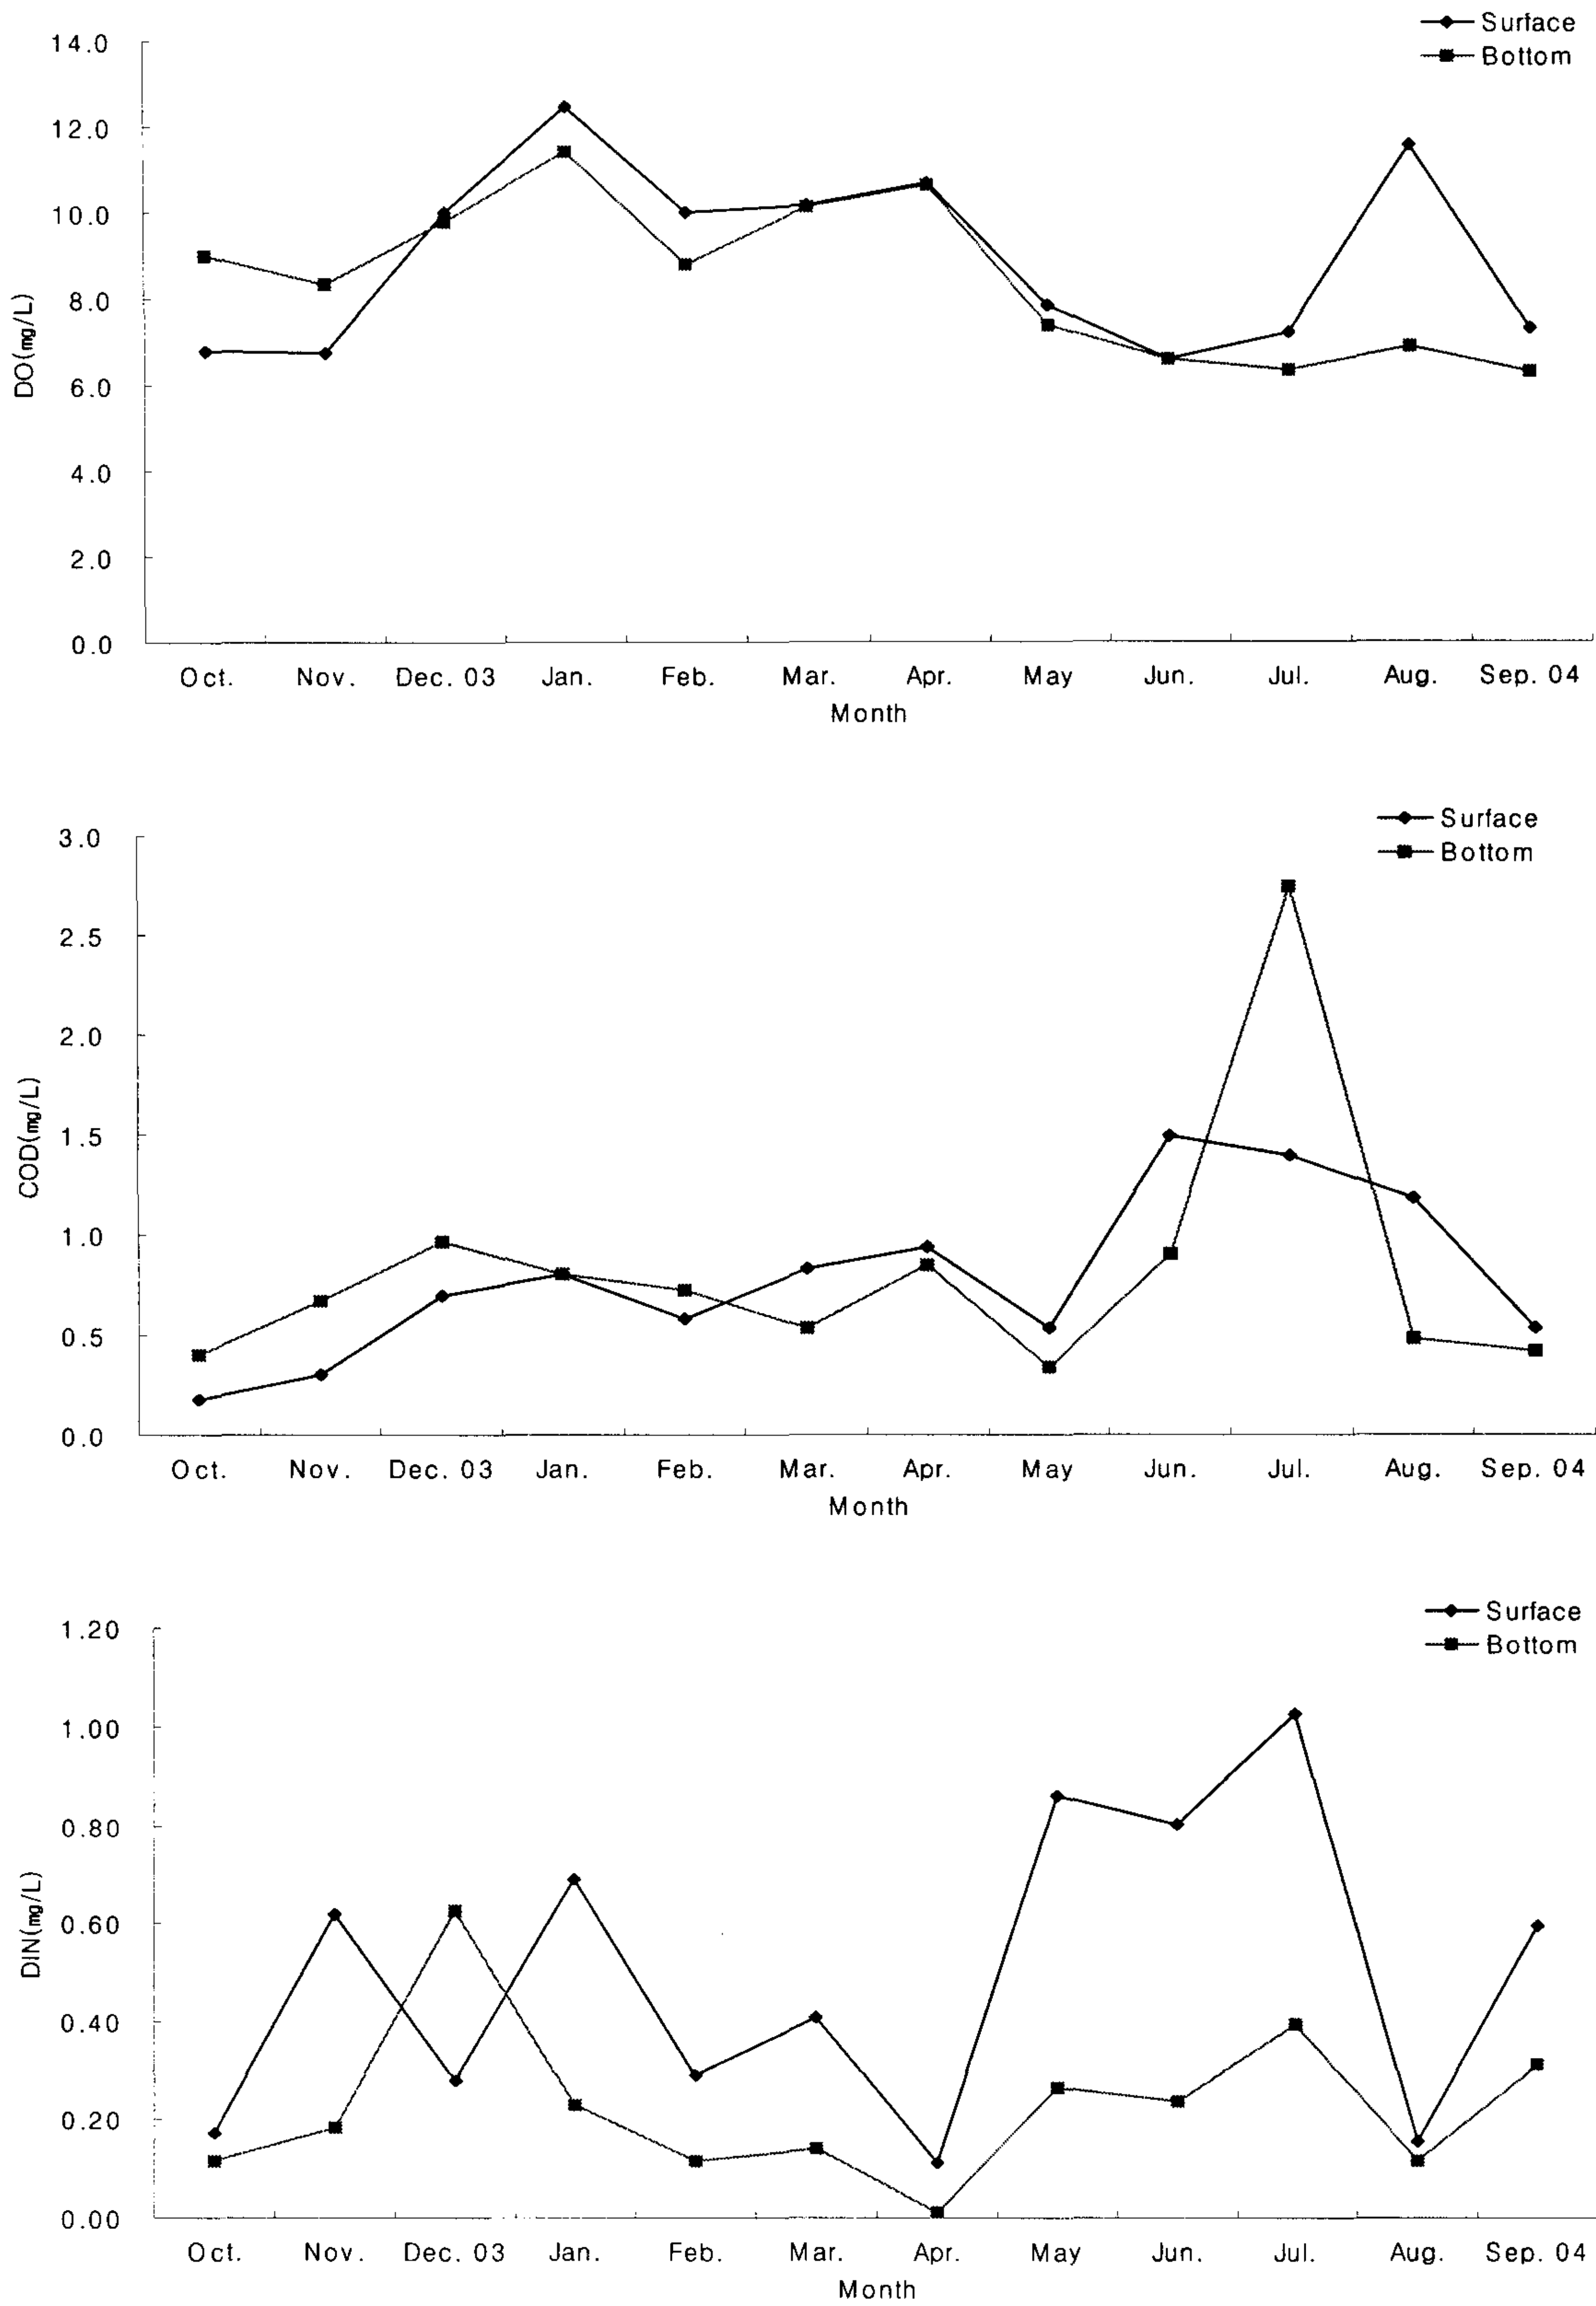 Surface
Bottom
14.0
12.0
10.0
8.0
6.0
4.0
2.0
0.0
DO(mg/L)
Oct. Nov. Dec. 03 Jan. Feb. Mar. Apr. May Jun. Jul. Aug. Sep. 04
Month
Surface
Bottom
3.0
2.5
2.0
1.5
1.0
0.5
0.0
COD(mg/L)
Oct. Nov. Dec. 03 Jan. Feb. Mar. Apr. May Jun. Jul. Aug. Sep. 04
Month
Surface
Bottom
1.20
1.00
0.80
0.60
0.40
0.20
0.00
DIN(mg/L)
Oct. Nov. Dec. 03 Jan. Feb. Mar. Apr. May Jun. Jul. Aug. Sep. 04
Month